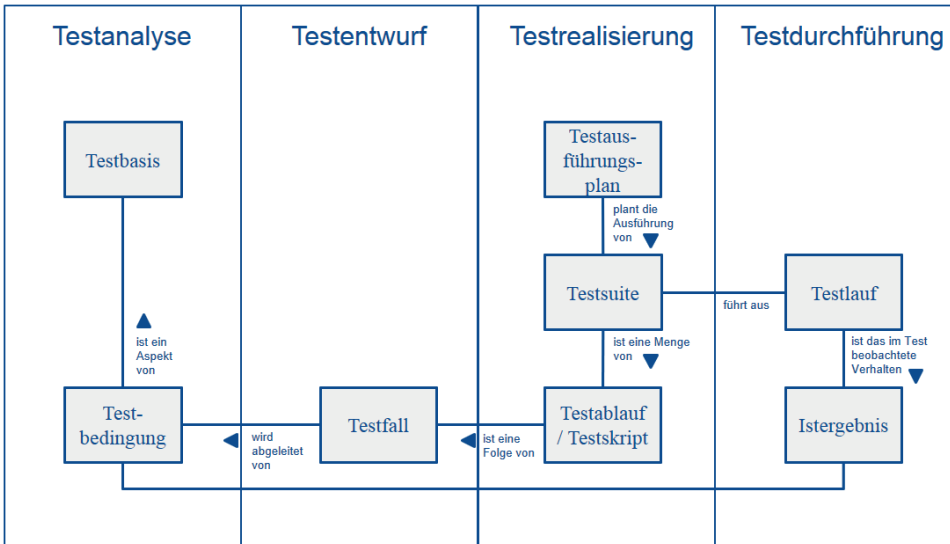 Testanalyse
Testentwurf
Testrealisierung
Testdurchführung
Testbasis
Testaus-
führungs-
plan
plant die
Ausführung
von
Testsuite
führt aus
Testlauf
ist ein
Aspekt
von
ist eine Menge
von
ist das im Test
beobachtete
Verhalten
Test-
bedingung
wird
abgeleitet
von
Testfall
ist eine
Folge von
Testablauf
/ Testskript
Istergebnis